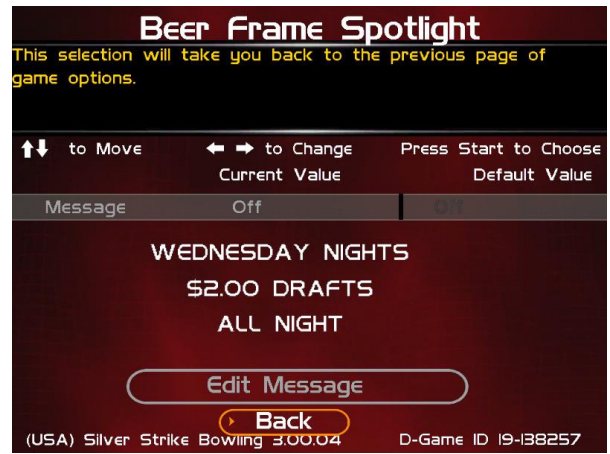 Beer Frame Spotlight
This selection will take you back to the previous page of
game options.
to Move
to Change
Press Start to Choose
Current Value
Default Value
Message
Off
Off
WEDNESDAY NIGHTS
$2.00 DRAFTS
ALL NIGHT
Edit Message
Back
(USA) Silver Strike Bowling 3.00.04
D-Game ID 19-138257